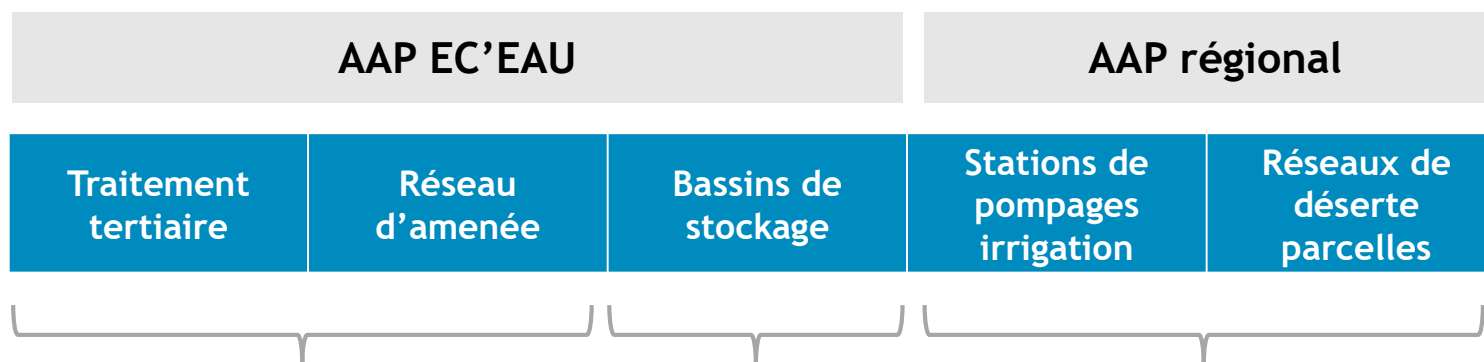 AAP EC’EAU
AAP régional
Traitement
tertiaire
Réseau
d’amenée
Bassins de
stockage
Stations de
pompages
irrigation
Réseaux de
déserte
parcelles